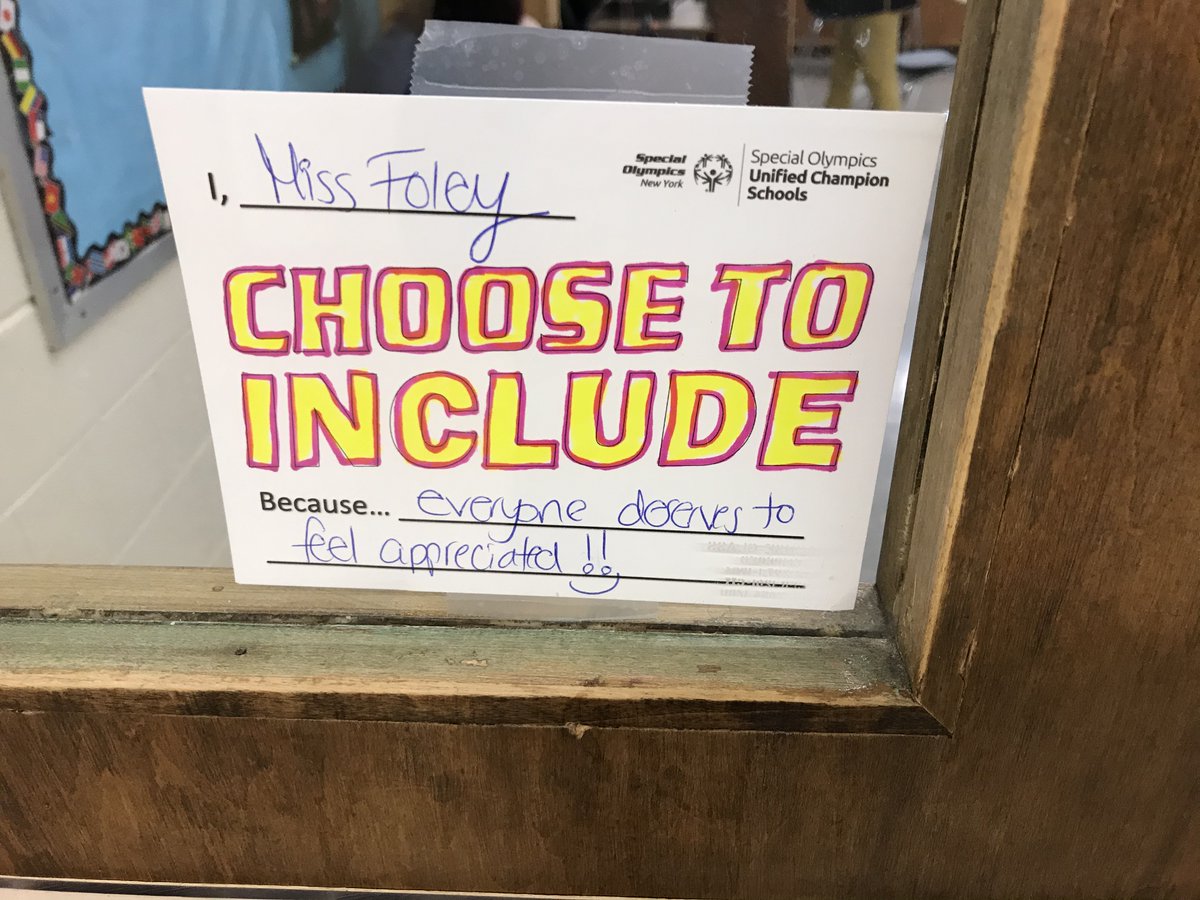 I, Miss Foley
Special Olympics New York
Special Olympics Unified Champion Schools
CHOOSE TO
INCLUDE
Because... everyone deserves to
feel appreciated!!